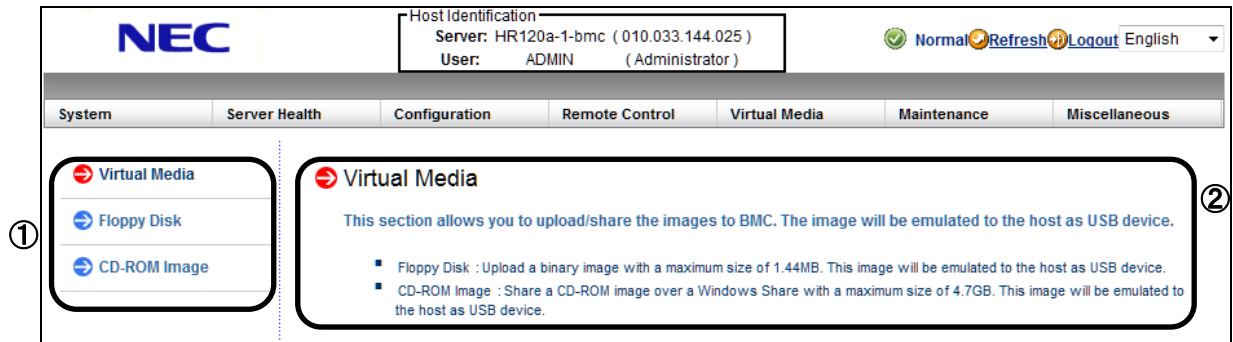 NEC
Host Identification
Server: HR120a-1-bmc ( 010.033.144.025 )
User: ADMIN ( Administrator )
Normal Refresh Logout English
System Server Health Configuration Remote Control Virtual Media Maintenance Miscellaneous
①
Virtual Media
Floppy Disk
CD-ROM Image
②
Virtual Media
This section allows you to upload/share the images to BMC. The image will be emulated to the host as USB device.
Floppy Disk : Upload a binary image with a maximum size of 1.44MB. This image will be emulated to the host as USB device.
CD-ROM Image : Share a CD-ROM image over a Windows Share with a maximum size of 4.7GB. This image will be emulated to
the host as USB device.